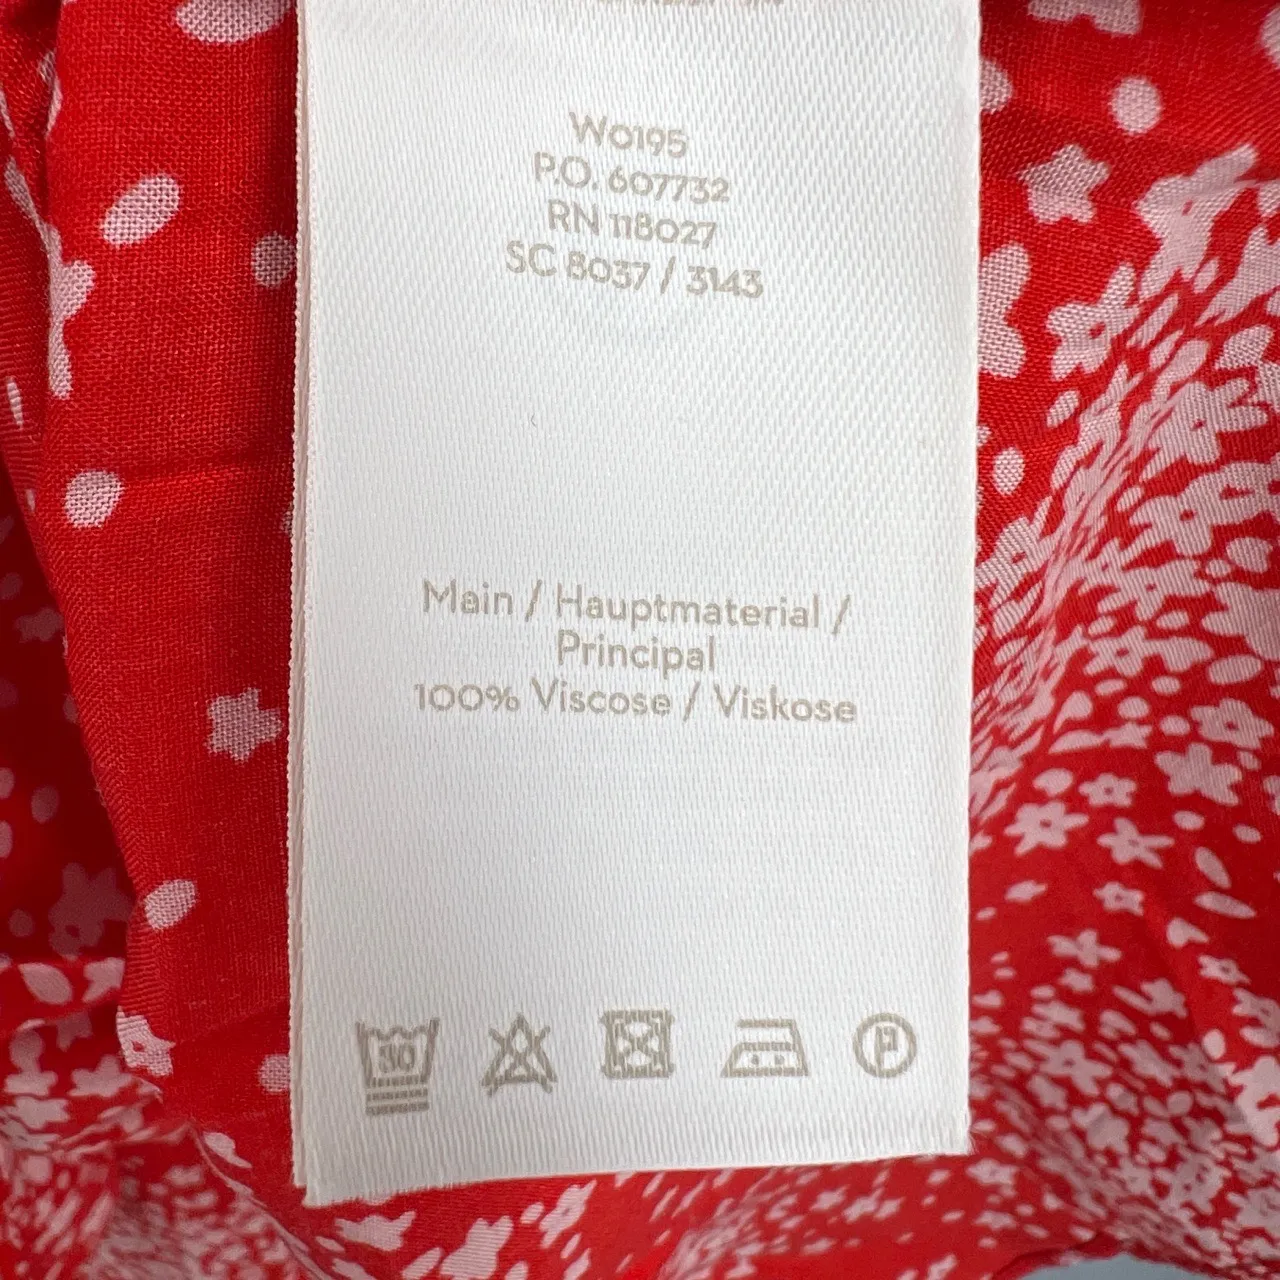 W0195
P.O. 607732
RN 118027
SC 8037 / 3143
Main / Hauptmaterial /
Principal
100% Viscose / Viskose
30
P